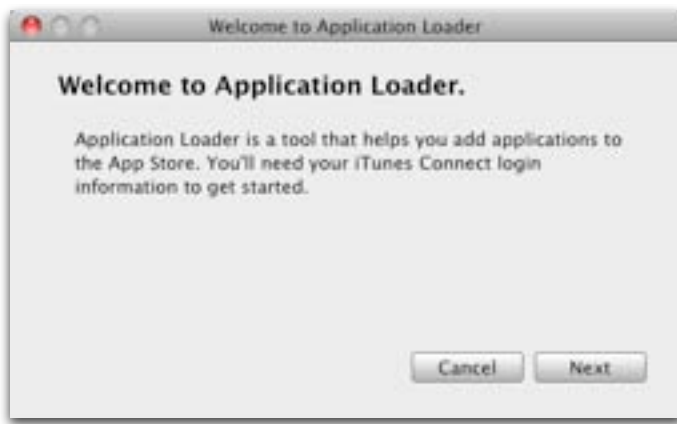 Welcome to Application Loader
Welcome to Application Loader.
Application Loader is a tool that helps you add applications to
the App Store. You'll need your iTunes Connect login
information to get started.
Cancel
Next